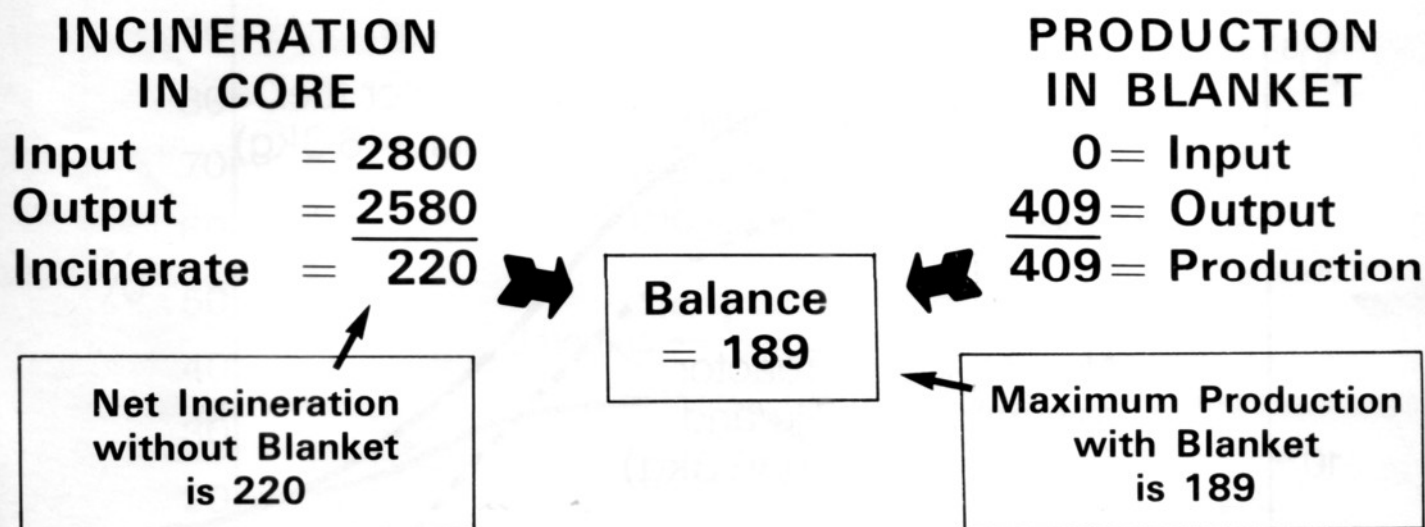 INCINERATION
IN CORE
Input = 2800
Output = 2580
Incinerate = 220
Net Incineration
without Blanket
is 220
Balance
= 189
PRODUCTION
IN BLANKET
0 = Input
409 = Output
409 = Production
Maximum Production
with Blanket
is 189